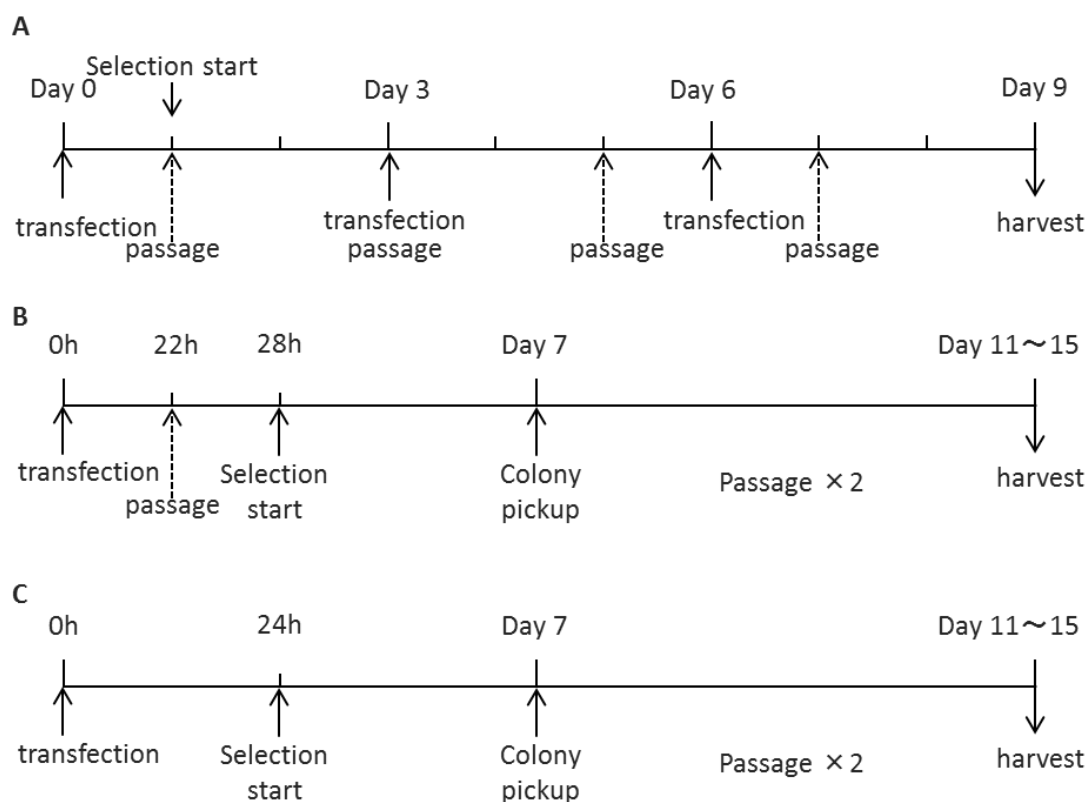 A
Selection start
Day 0 Day 3 Day 6 Day 9
transfection transfection transfection harvest
passage passage passage passage
B
0h 22h 28h Day 7 Day 11～15
transfection Selection Colony Passage ×2 harvest
passage start pickup
C
0h 24h Day 7 Day 11～15
transfection Selection Colony Passage ×2 harvest
start pickup